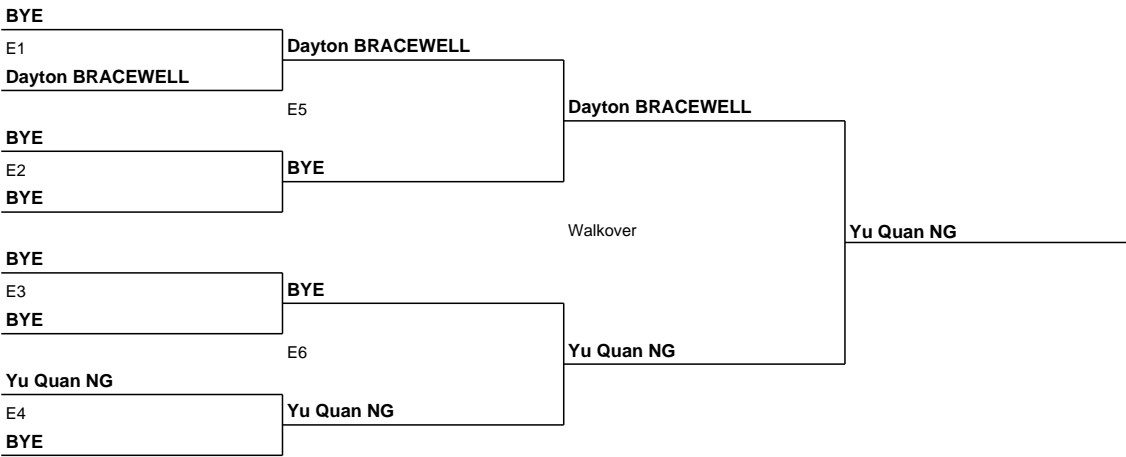 BYE
E1
Dayton BRACEWELL
Dayton BRACEWELL
E5
Dayton BRACEWELL
BYE
E2
BYE
BYE
Walkover
Yu Quan NG
BYE
E3
BYE
BYE
E6
Yu Quan NG
Yu Quan NG
E4
Yu Quan NG
BYE